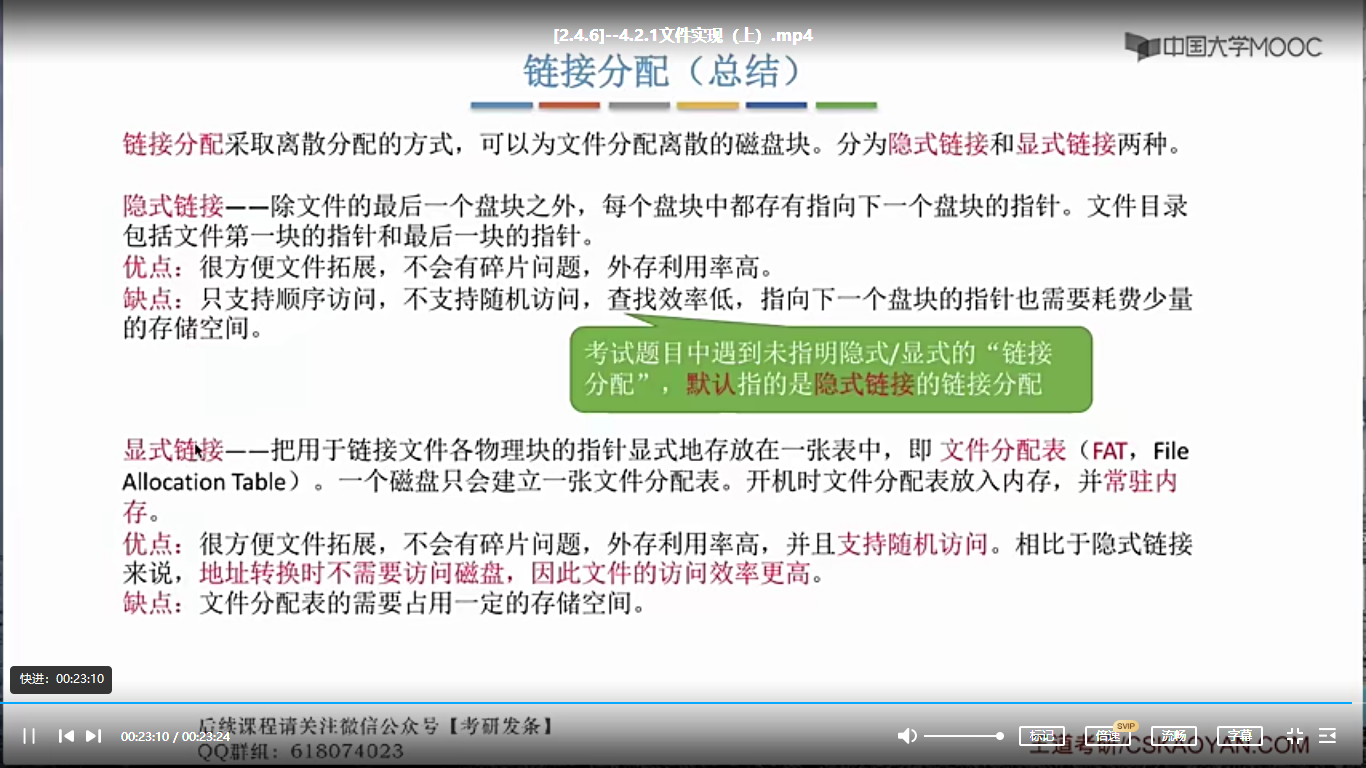 [2.4.6]--4.2.1文件实现（上）.mp4
中国大学MOOC
链接分配（总结）
链接分配采取离散分配的方式，可以为文件分配离散的磁盘块。分为隐式链接和显式链接两种。
隐式链接——除文件的最后一个盘块之外，每个盘块中都存有指向下一个盘块的指针。文件目录
包括文件第一块的指针和最后一块的指针。
优点：很方便文件拓展，不会有碎片问题，外存利用率高。
缺点：只支持顺序访问，不支持随机访问，查找效率低，指向下一个盘块的指针也需要耗费少量
的存储空间。
考试题目中遇到未指明隐式/显式的“链接
分配”，默认指的是隐式链接的链接分配
显式链接——把用于链接文件各物理块的指针显式地存放在一张表中，即 文件分配表（FAT，File
Allocation Table）。一个磁盘只会建立一张文件分配表。开机时文件分配表放入内存，并常驻内
存。
优点：很方便文件拓展，不会有碎片问题，外存利用率高，并且支持随机访问。相比于隐式链接
来说，地址转换时不需要访问磁盘，因此文件的访问效率更高。
缺点：文件分配表的需要占用一定的存储空间。
快进：00:23:10
后续课程请关注微信公众号【考研发条】
00:23:10 / 00:23:24
QQ群组：618074023
SVIP
标记
倍速
流畅
字幕
王道考研/CSKAOYAN.COM